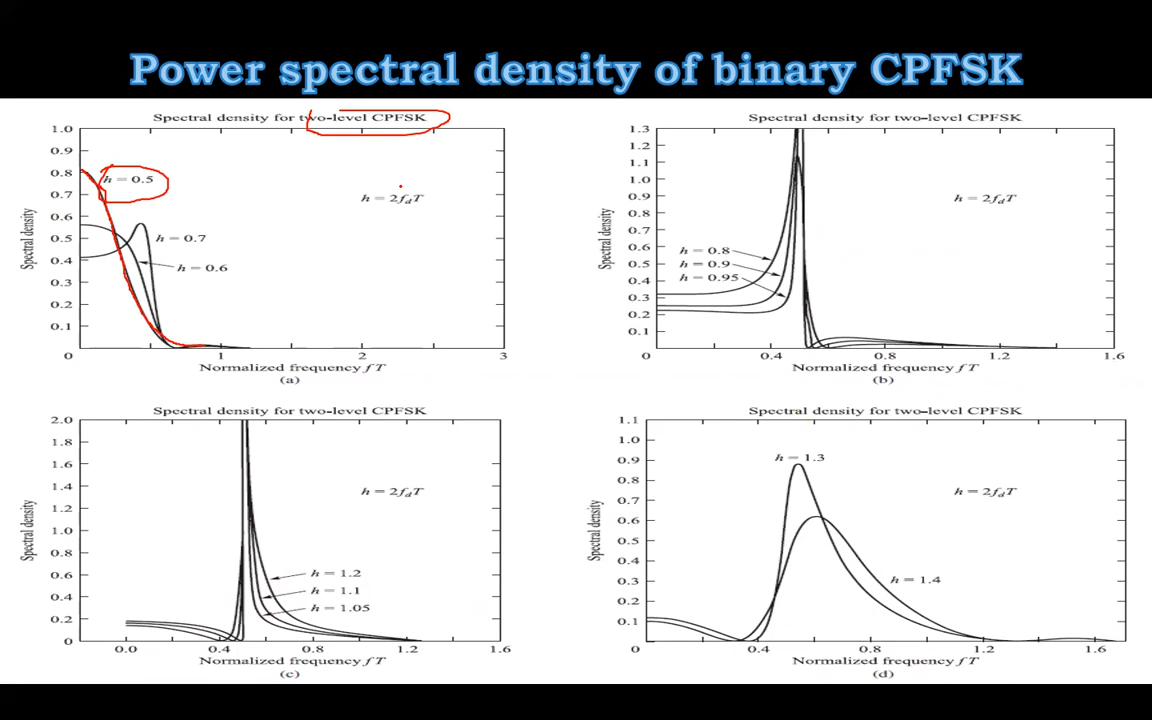 Power spectral density of binary CPFSK
Spectral density for two-level CPFSK
1.0
0.9
0.8
0.7
0.6
0.5
0.4
0.3
0.2
0.1
0
1
2
3
Spectral density
h = 0.5
h = 2f_dT
h = 0.7
h = 0.6
Normalized frequency f T
(a)
Spectral density for two-level CPFSK
1.3
1.2
1.1
1.0
0.9
0.8
0.7
0.6
0.5
0.4
0.3
0.2
0.1
0
0.4
0.8
1.2
1.6
Spectral density
h = 2f_dT
h = 0.8
h = 0.9
h = 0.95
Normalized frequency f T
(b)
Spectral density for two-level CPFSK
2.0
1.8
1.6
1.4
1.2
1.0
0.8
0.6
0.4
0.2
0
0.0
0.4
0.8
1.2
1.6
Spectral density
h = 2f_dT
h = 1.2
h = 1.1
h = 1.05
Normalized frequency f T
(c)
Spectral density for two-level CPFSK
1.1
1.0
0.9
0.8
0.7
0.6
0.5
0.4
0.3
0.2
0.1
0
0.4
0.8
1.2
1.6
Spectral density
h = 1.3
h = 2f_dT
h = 1.4
Normalized frequency f T
(d)